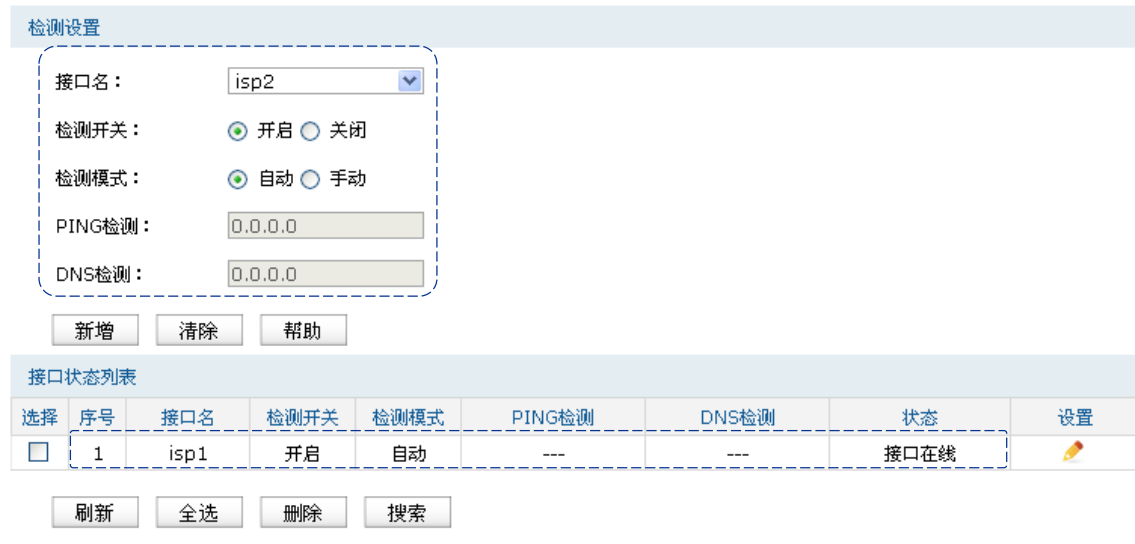 检测设置
接口名： isp2
检测开关： 开启 关闭
检测模式： 自动 手动
PING检测： 0.0.0.0
DNS检测： 0.0.0.0
新增 清除 帮助
接口状态列表
选择 序号 接口名 检测开关 检测模式 PING检测 DNS检测 状态 设置
1 isp1 开启 自动 --- --- 接口在线
刷新 全选 删除 搜索